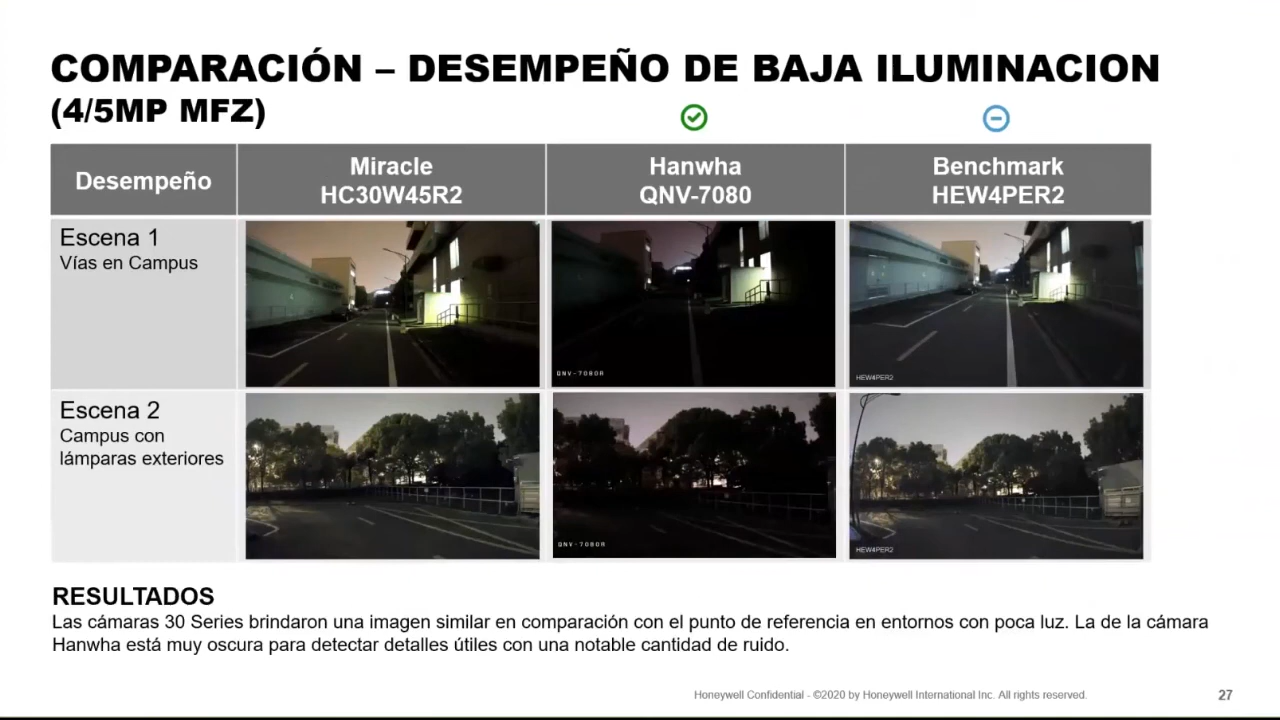 COMPARACIÓN – DESEMPEÑO DE BAJA ILUMINACION
(4/5MP MFZ)
Desempeño
Miracle
HC30W45R2
Hanwha
QNV-7080
Benchmark
HEW4PER2
Escena 1
Vías en Campus
QNV-7080R
HEW4PER2
Escena 2
Campus con
lámparas exteriores
QNV-7080R
HEW4PER2
RESULTADOS
Las cámaras 30 Series brindaron una imagen similar en comparación con el punto de referencia en entornos con poca luz. La de la cámara
Hanwha está muy oscura para detectar detalles útiles con una notable cantidad de ruido.
Honeywell Confidential - ©2020 by Honeywell International Inc. All rights reserved.
27